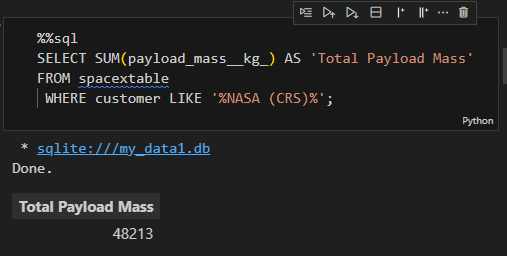 %%sql
SELECT SUM(payload_mass__kg_) AS 'Total Payload Mass'
FROM spacextable
WHERE customer LIKE '%NASA (CRS)%';
Python
* sqlite:///my_data1.db
Done.
Total Payload Mass
48213